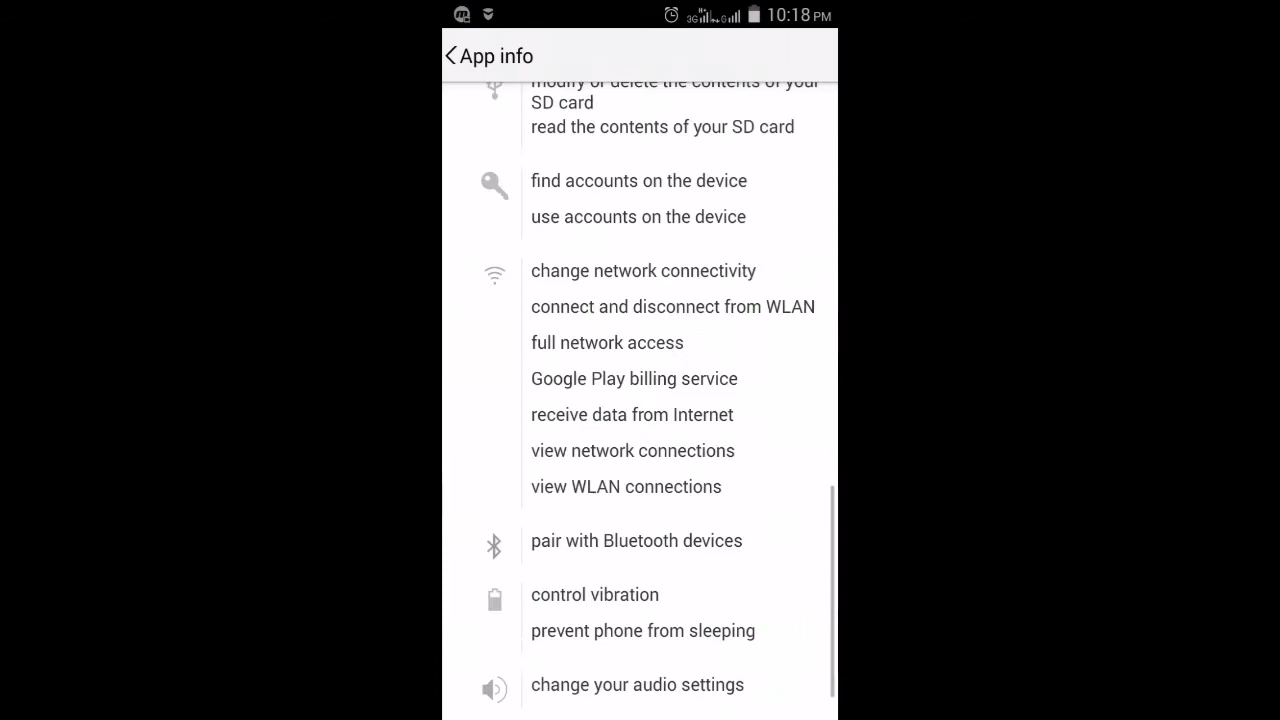 3G G 10:18 PM
App info
modify or delete the contents of your
SD card
read the contents of your SD card
find accounts on the device
use accounts on the device
change network connectivity
connect and disconnect from WLAN
full network access
Google Play billing service
receive data from Internet
view network connections
view WLAN connections
pair with Bluetooth devices
control vibration
prevent phone from sleeping
change your audio settings